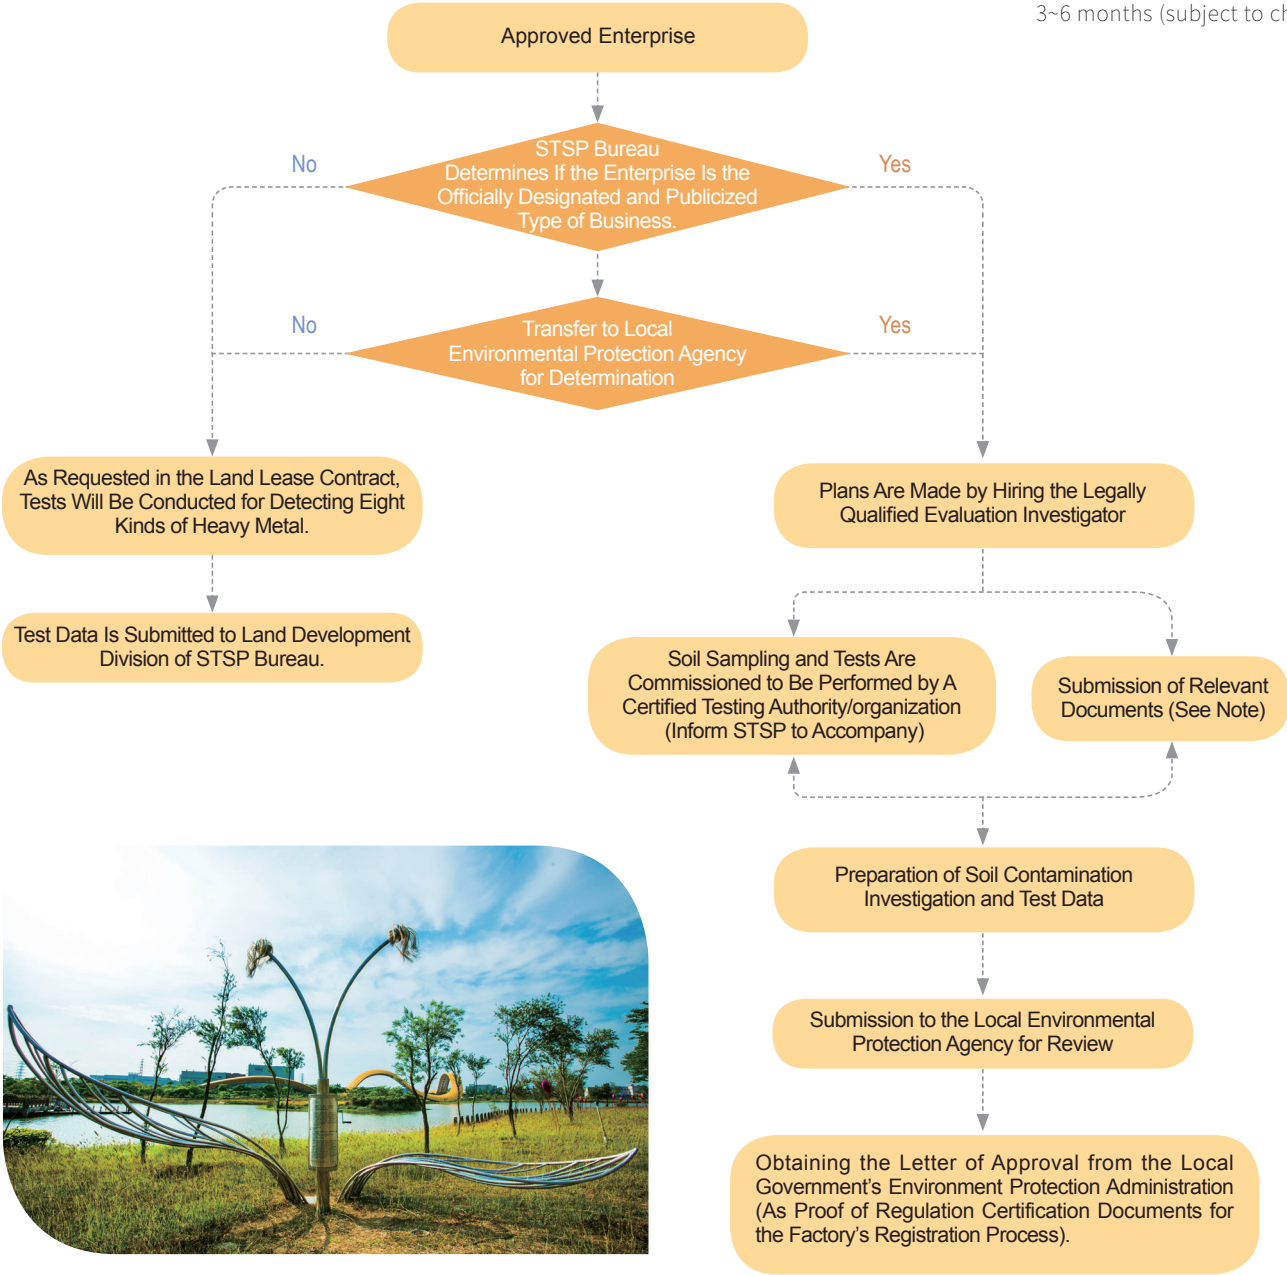 3~6 months (subject to
Approved Enterprise
STSP Bureau
Determines If the Enterprise Is the
Officially Designated and Publicized
Type of Business.
No
Yes
Transfer to Local
Environmental Protection Agency
for Determination
No
Yes
As Requested in the Land Lease Contract,
Tests Will Be Conducted for Detecting Eight
Kinds of Heavy Metal.
Test Data Is Submitted to Land Development
Division of STSP Bureau.
Plans Are Made by Hiring the Legally
Qualified Evaluation Investigator
Soil Sampling and Tests Are
Commissioned to Be Performed by A
Certified Testing Authority/organization
(Inform STSP to Accompany)
Submission of Relevant
Documents (See Note)
Preparation of Soil Contamination
Investigation and Test Data
Submission to the Local Environmental
Protection Agency for Review
Obtaining the Letter of Approval from the Local
Government’s Environment Protection Administration
(As Proof of Regulation Certification Documents for
the Factory’s Registration Process).